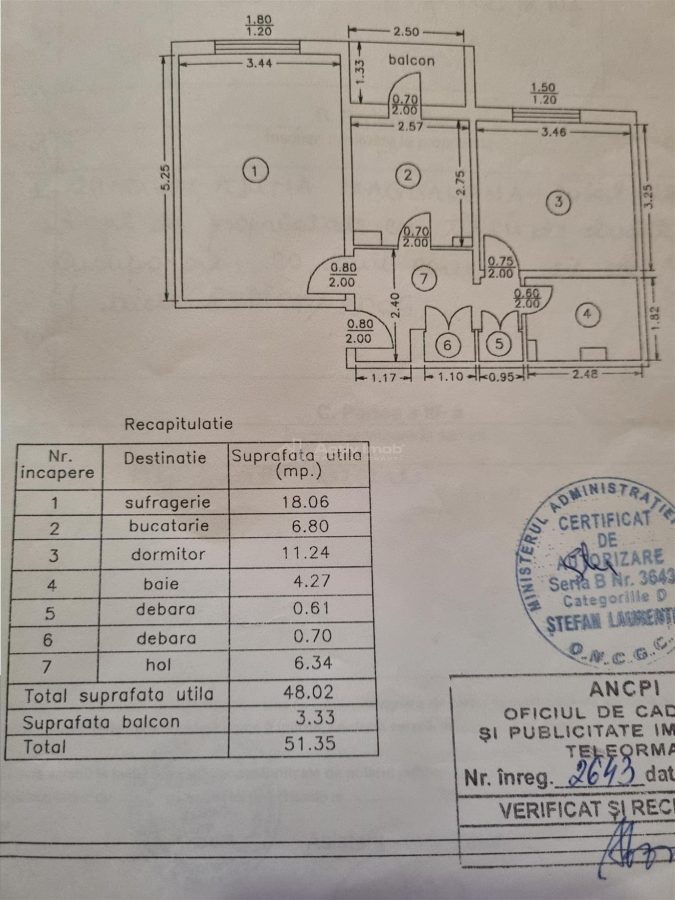 1.80
1.20
3.44
2.50
balcon
1.33
0.70
2.00
2.57
1.50
1.20
3.46
5.25
1
2
2.75
3
3.25
0.70
2.00
0.80
2.00
7
0.75
2.00
2.40
0.60
2.00
4
1.82
0.80
2.00
6
5
1.17
1.10
0.95
2.48
Recapitulatie
Nr. incapere Destinatie Suprafata utila (mp.)
1 sufragerie 18.06
2 bucatarie 6.80
3 dormitor 11.24
4 baie 4.27
5 debara 0.61
6 debara 0.70
7 hol 6.34
Total suprafata utila 48.02
Suprafata balcon 3.33
Total 51.35
MINISTERUL ADMINISTRAȚIEI
CERTIFICAT
DE
AUTORIZARE
Seria B Nr. 3643
Categoriile D
ȘTEFAN
O.N.C.G.C.
ANCPI
OFICIUL DE CAD
ȘI PUBLICITATE IM
TELEORMA
Nr. înreg. 2643 dat
VERIFICAT ȘI RECE